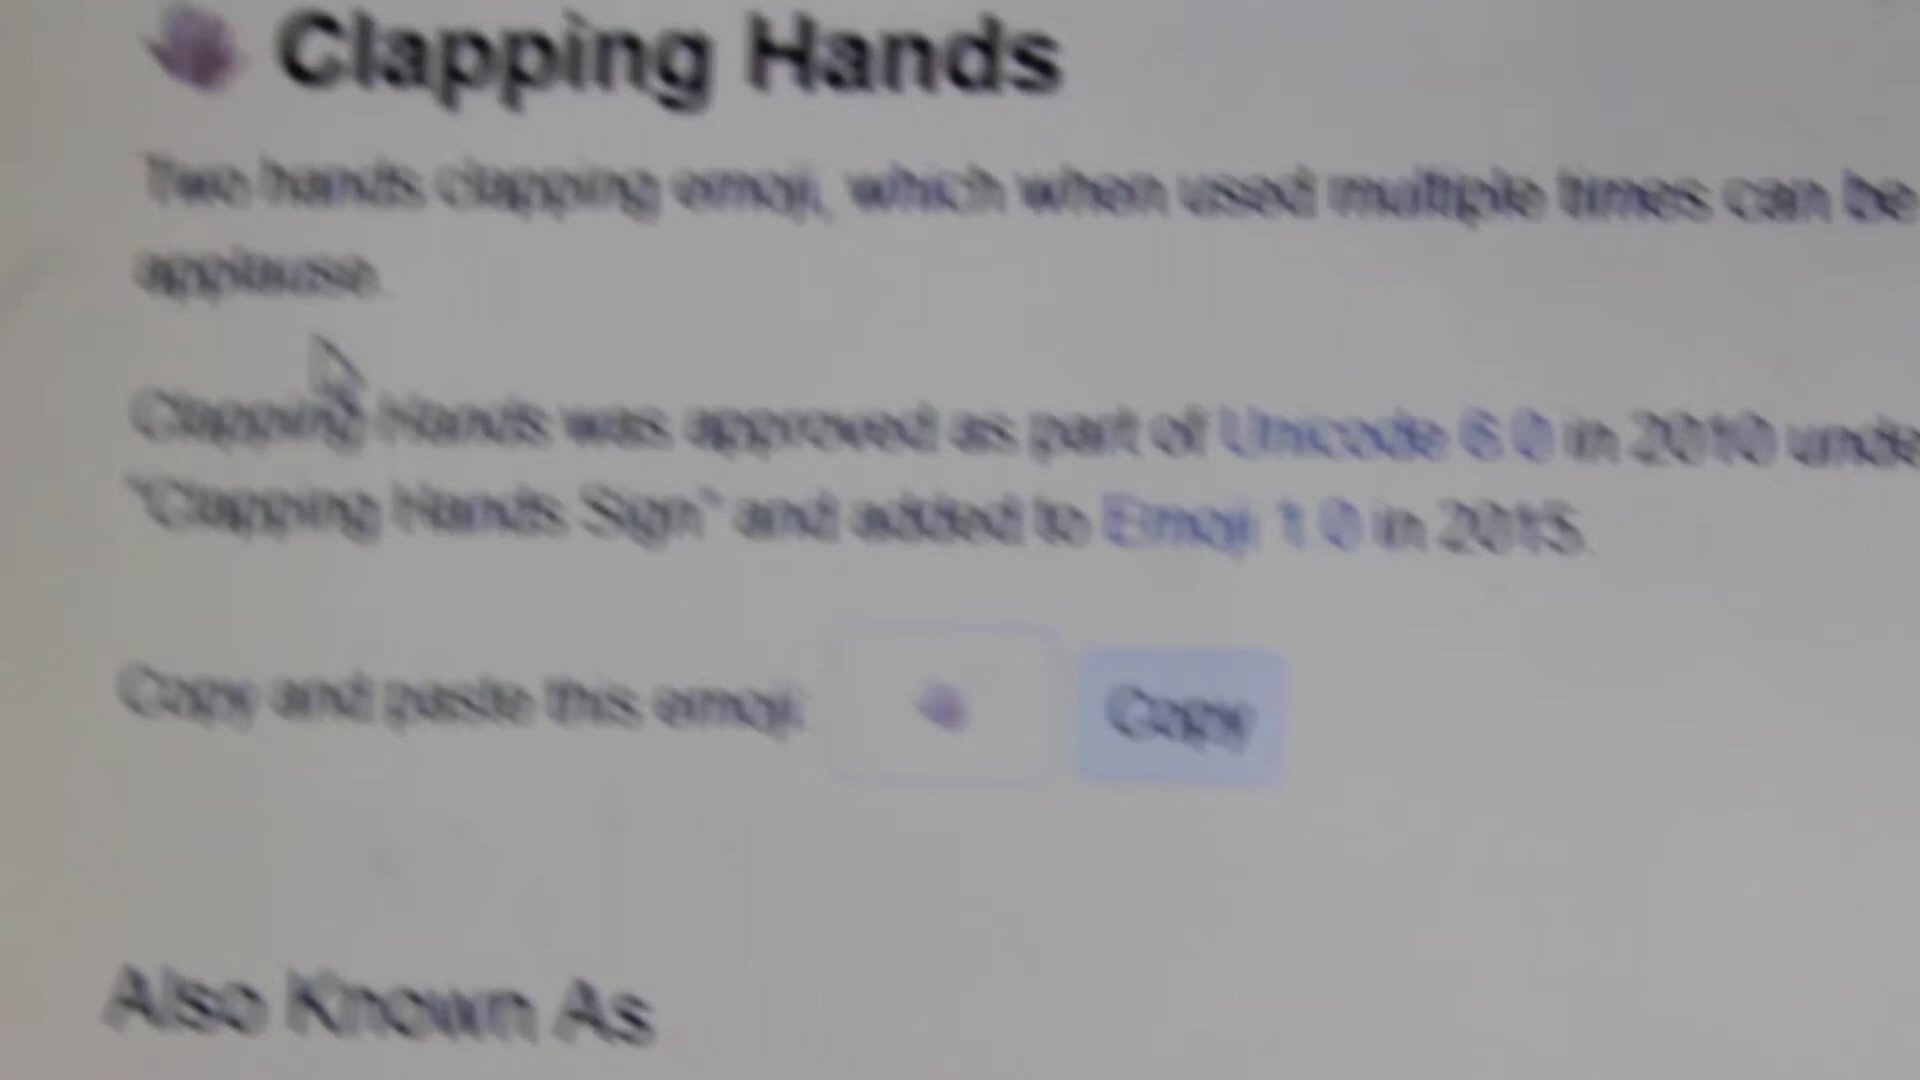 Clapping Hands
Two hands clapping emoji, which when used multiple times can be
applause.
Clapping Hands was approved as part of Unicode 6.0 in 2010 unde
"Clapping Hands Sign" and added to Emoji 1.0 in 2015.
Copy and paste this emoji: Copy
Also Known As